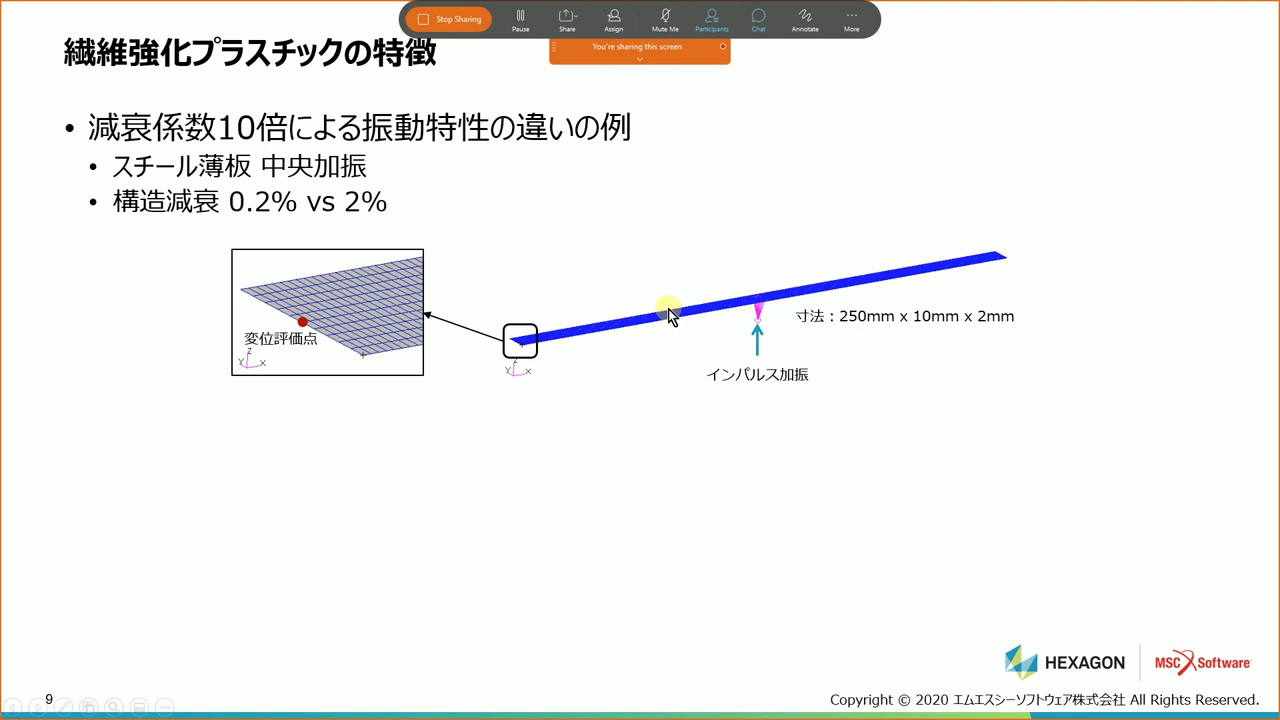 Stop Sharing
Pause
Share
Assign
Mute Me
Participants
Chat
Annotate
More
You're sharing this screen
繊維強化プラスチックの特徴
• 減衰係数10倍による振動特性の違いの例
• スチール薄板 中央加振
• 構造減衰 0.2% vs 2%
変位評価点
Z
Y
X
Z
Y
X
寸法：250mm x 10mm x 2mm
インパルス加振
HEXAGON
MSC Software
9
Copyright © 2020 エムエスシーソフトウェア株式会社 All Rights Reserved.